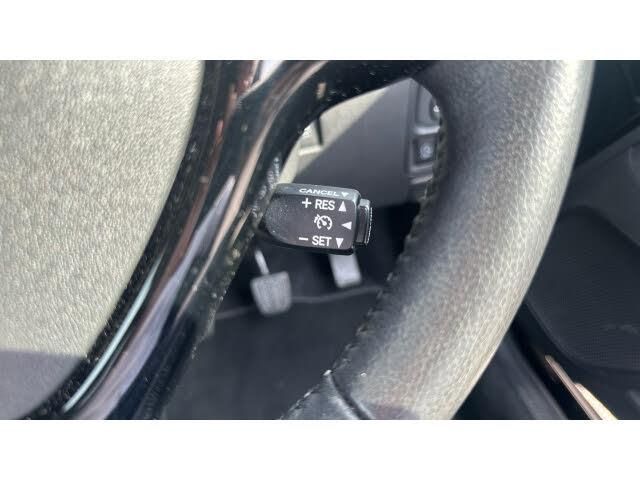 CANCEL ▼
+ RES ▲
◀
− SET ▼